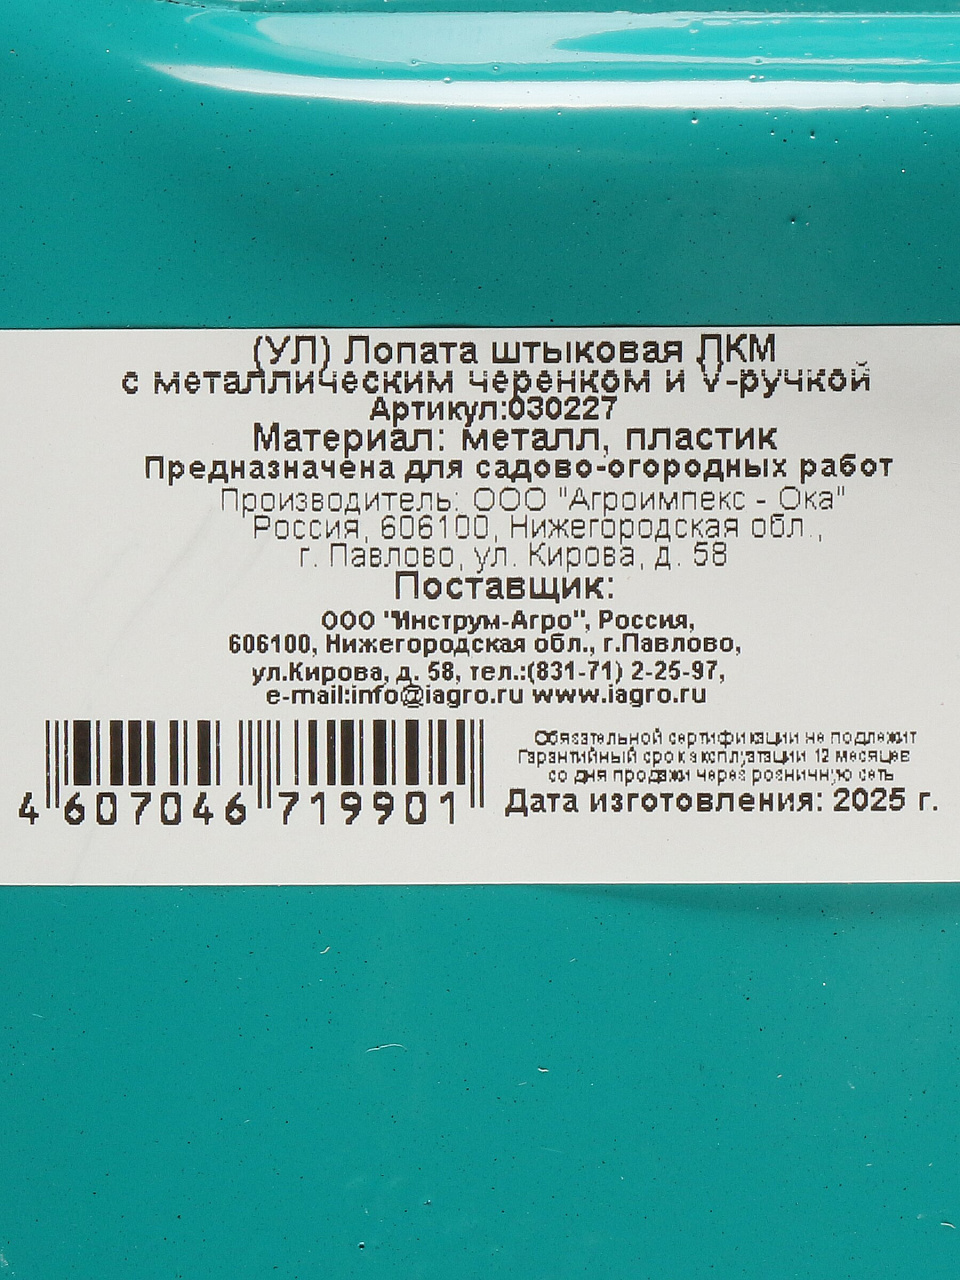 (УЛ) Лопата штыковая ЛКМ
с металлическим черенком и V-ручкой
Артикул:030227
Материал: металл, пластик
Предназначена для садово-огородных работ
Производитель: ООО "Агроимпекс - Ока"
Россия, 606100, Нижегородская обл.,
г. Павлово, ул. Кирова, д. 58
Поставщик:
ООО "Инструм-Агро", Россия,
606100, Нижегородская обл., г.Павлово,
ул.Кирова, д. 58, тел.:(831-71) 2-25-97,
e-mail:info@iagro.ru www.iagro.ru
Обязательной сертификации не подлежит
Гарантийный срок эксплуатации 12 месяцев
со дня продажи через розничную сеть
Дата изготовления: 2025 г.
4 607046 719901